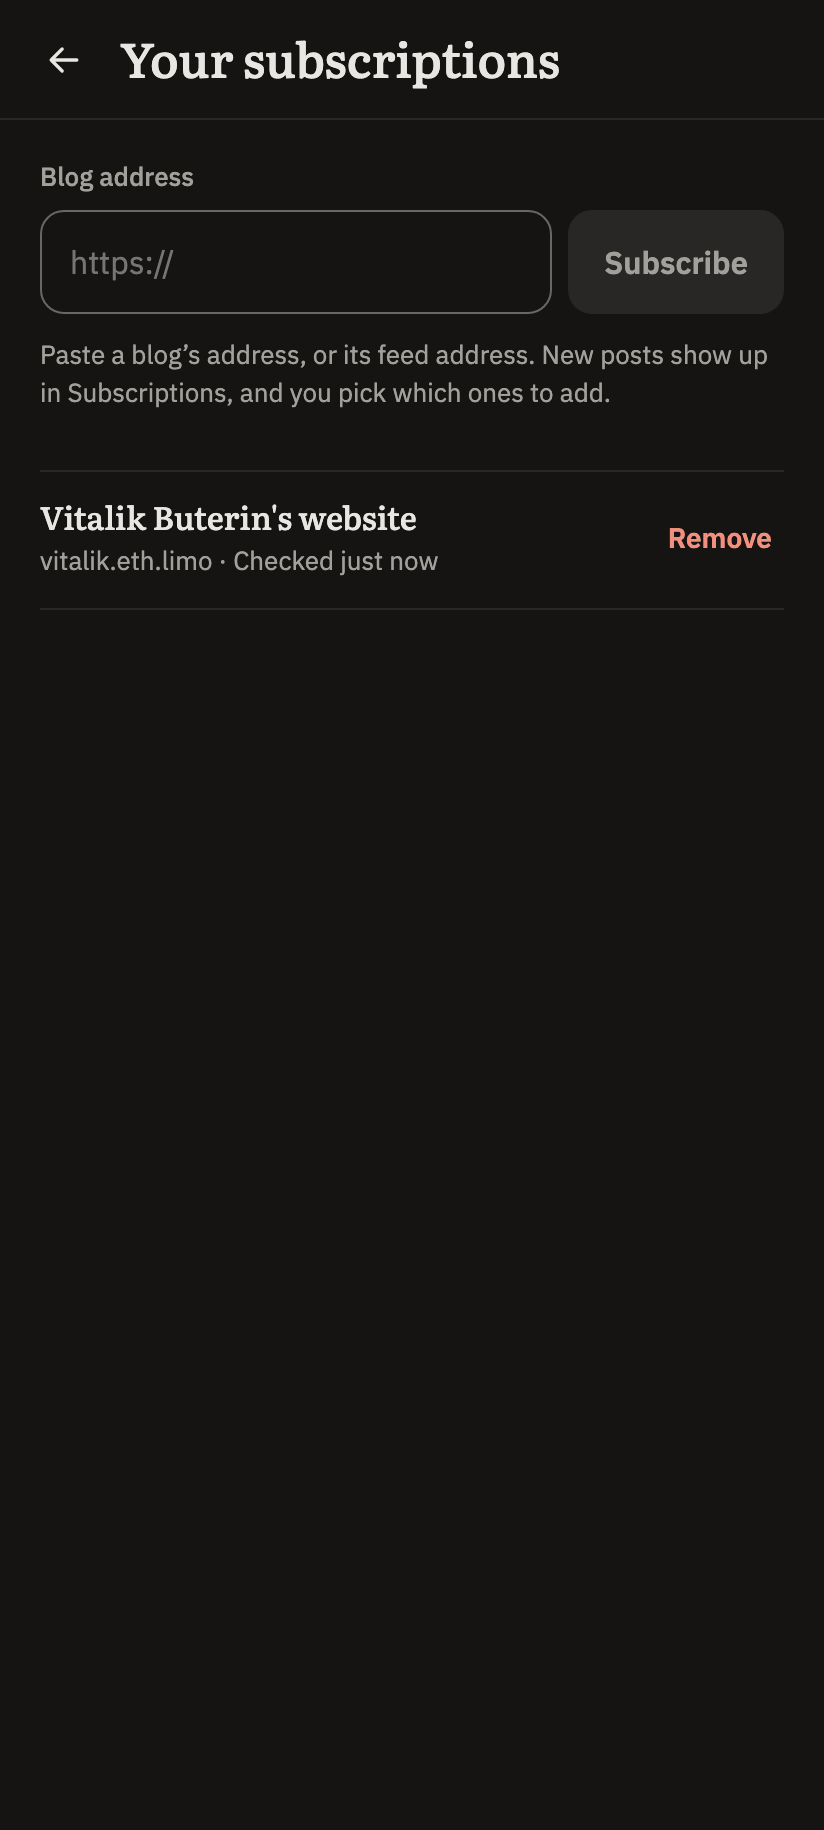 Your subscriptions
Blog address
https://
Subscribe
Paste a blog’s address, or its feed address. New posts show up
in Subscriptions, and you pick which ones to add.
Vitalik Buterin's website
vitalik.eth.limo · Checked just now
Remove